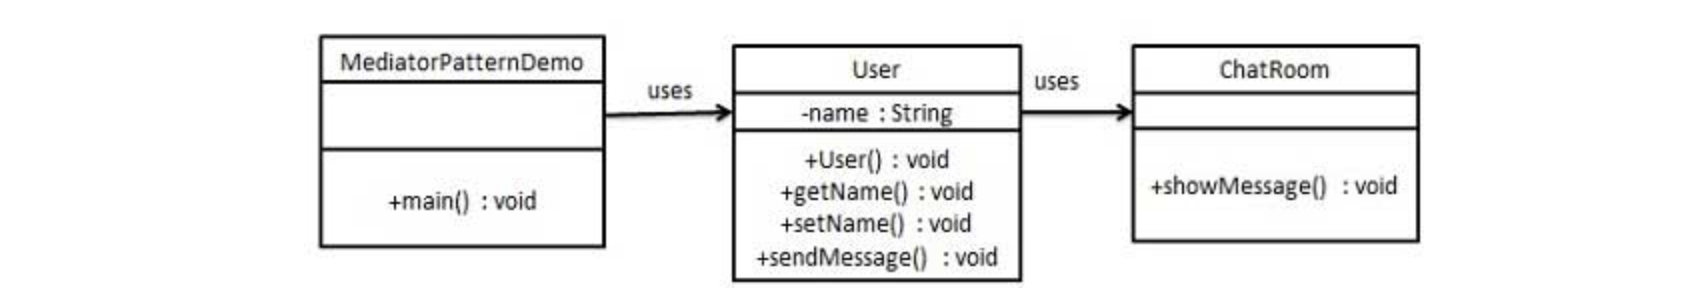 MediatorPatternDemo
+main() : void
uses
User
-name : String
+User() : void
+getName() : void
+setName() : void
+sendMessage() : void
uses
ChatRoom
+showMessage() : void